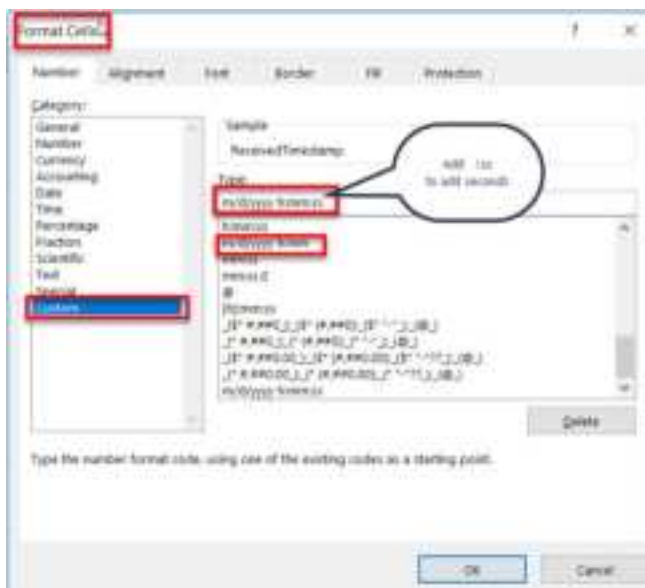 Format Cells
? ×
Number Alignment Font Border Fill Protection
Category:
General
Number
Currency
Accounting
Date
Time
Percentage
Fraction
Scientific
Text
Special
Custom
Sample
ReceivedTimestamp
Type:
m/d/yyyy h:mm:ss
Add :ss
to add seconds
h:mm:ss
m/d/yyyy h:mm
mm:ss
mm:ss.0
@
[h]:mm:ss
m/d/yyyy h:mm:ss
Delete
Type the number format code, using one of the existing codes as a starting point.
OK Cancel